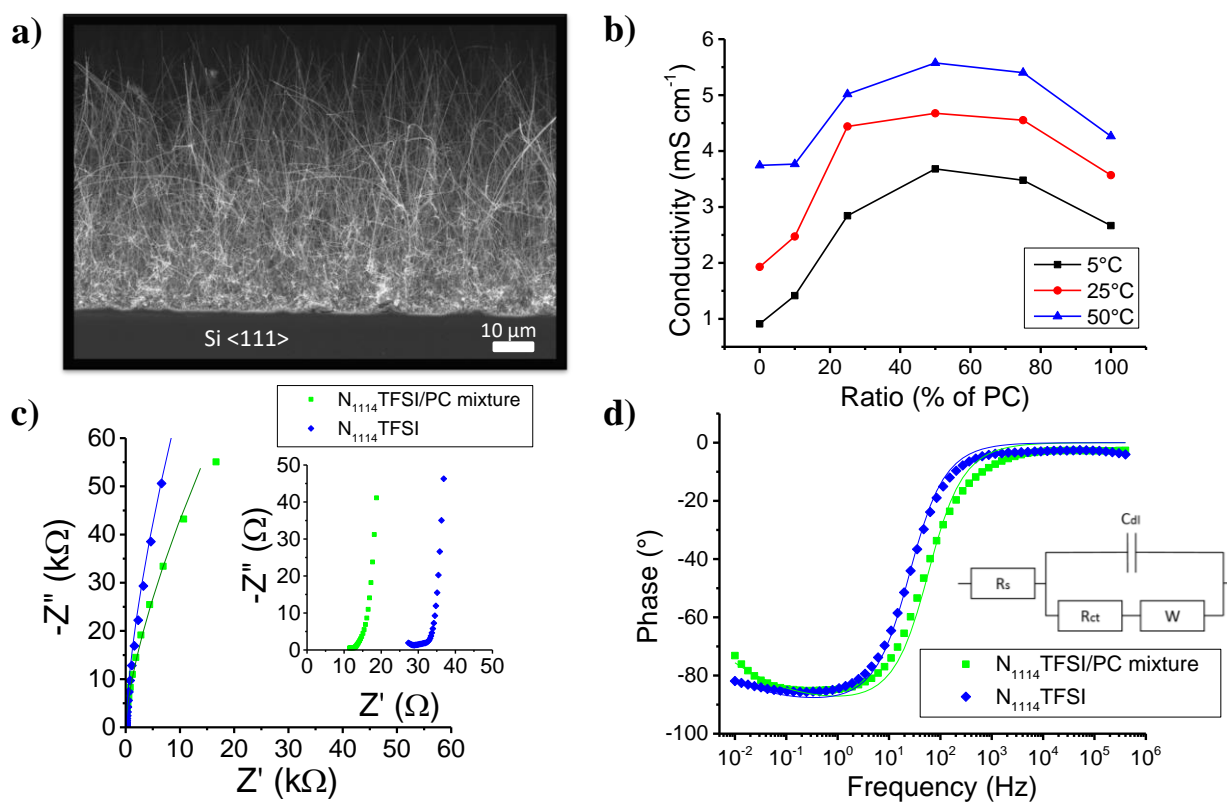 a)
Si <111>
10 μm
b)
Conductivity (mS cm⁻¹)
6
5
4
3
2
1
0 20 40 60 80 100
Ratio (% of PC)
5°C
25°C
50°C
c)
N₁₁₁₄TFSI/PC mixture
N₁₁₁₄TFSI
-Z'' (kΩ)
60
50
40
30
20
10
0
0 10 20 30 40 50 60
Z' (kΩ)
-Z'' (Ω)
50
40
30
20
10
0
0 10 20 30 40 50
Z' (Ω)
d)
Phase (°)
0
-20
-40
-60
-80
-100
10⁻² 10⁻¹ 10⁰ 10¹ 10² 10³ 10⁴ 10⁵ 10⁶
Frequency (Hz)
Cdl
Rs
Rct
W
N₁₁₁₄TFSI/PC mixture
N₁₁₁₄TFSI